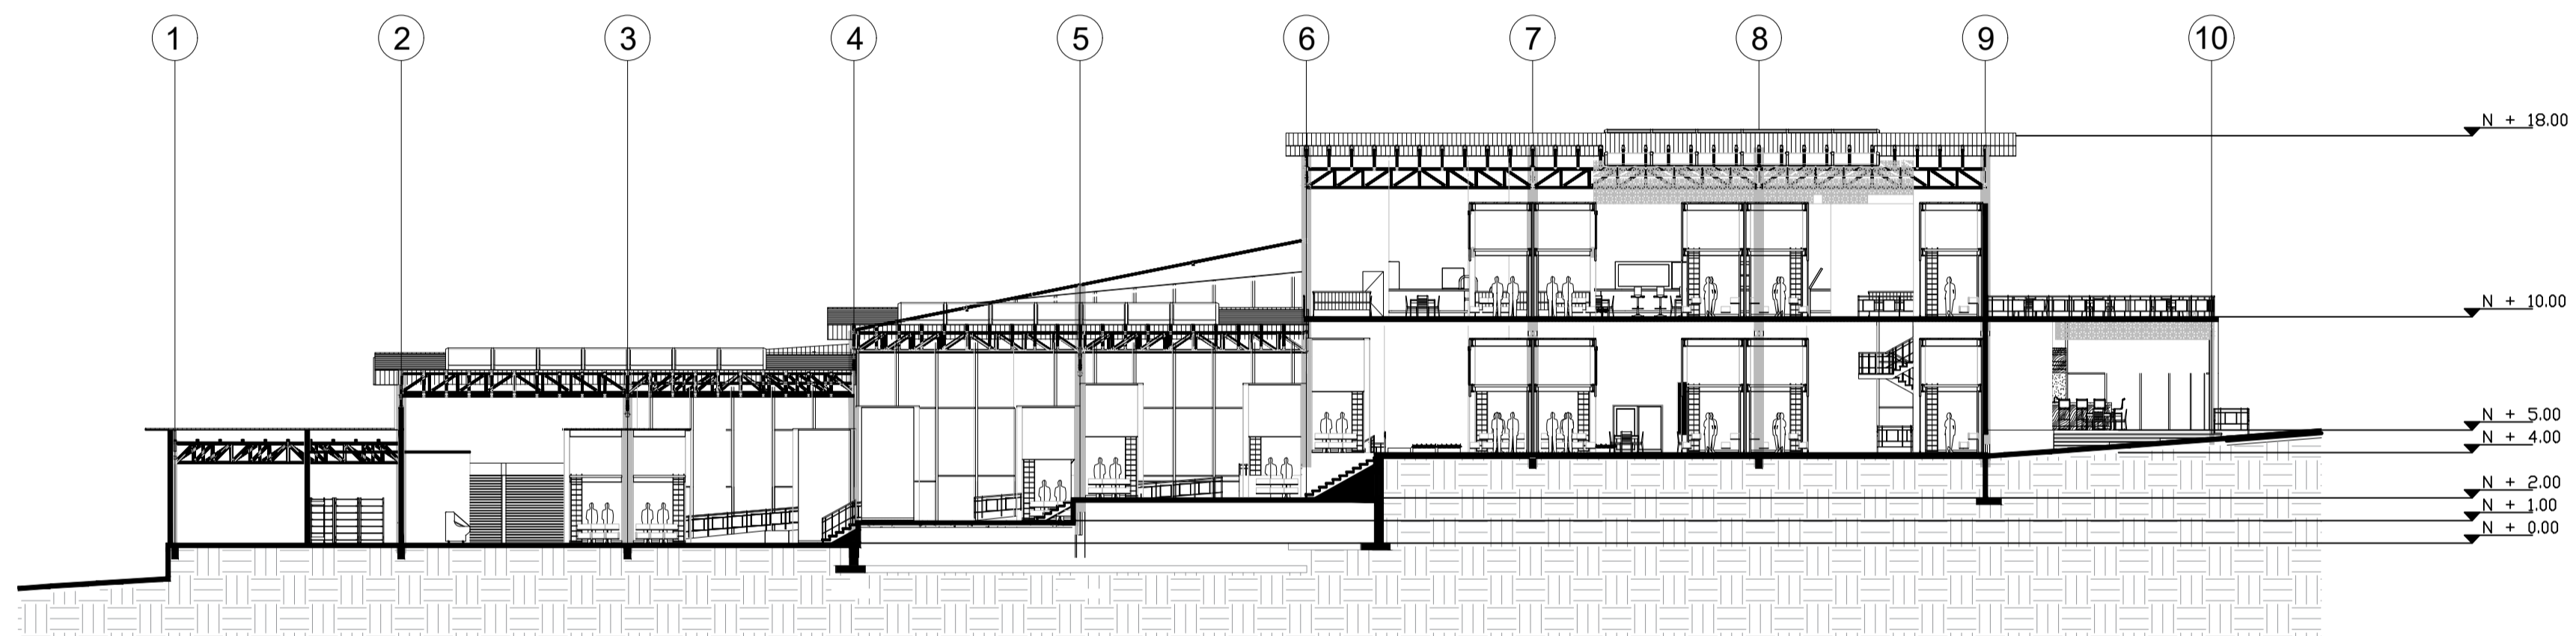 1 2 3 4 5 6 7 8 9 10
N + 18.00
N + 10.00
N + 5.00
N + 4.00
N + 2.00
N + 1.00
N + 0.00